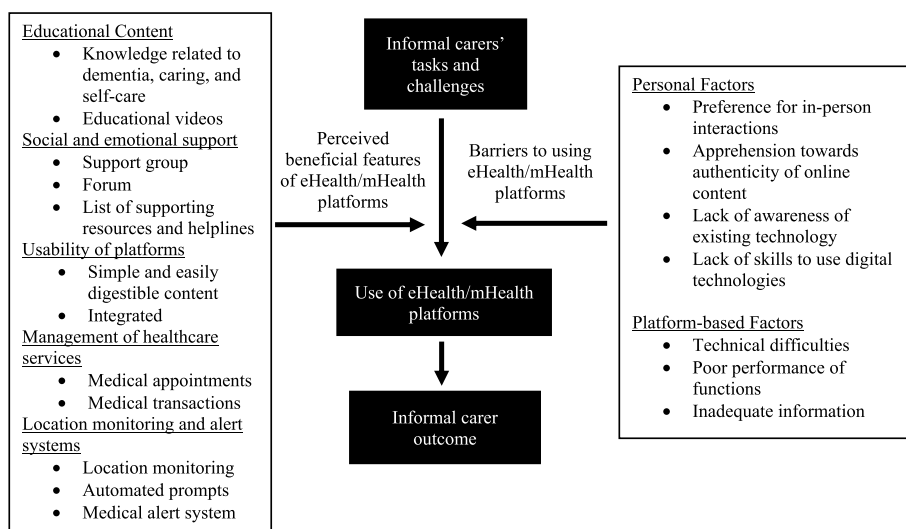 Educational Content
• Knowledge related to
dementia, caring, and
self-care
• Educational videos
Social and emotional support
• Support group
• Forum
• List of supporting
resources and helplines
Usability of platforms
• Simple and easily
digestible content
• Integrated
Management of healthcare
services
• Medical appointments
• Medical transactions
Location monitoring and alert
systems
• Location monitoring
• Automated prompts
• Medical alert system
Perceived
beneficial features
of eHealth/mHealth
platforms
Informal carers’
tasks and
challenges
Barriers to using
eHealth/mHealth
platforms
Use of eHealth/mHealth
platforms
Informal carer
outcome
Personal Factors
• Preference for in-person
interactions
• Apprehension towards
authenticity of online
content
• Lack of awareness of
existing technology
• Lack of skills to use digital
technologies
Platform-based Factors
• Technical difficulties
• Poor performance of
functions
• Inadequate information